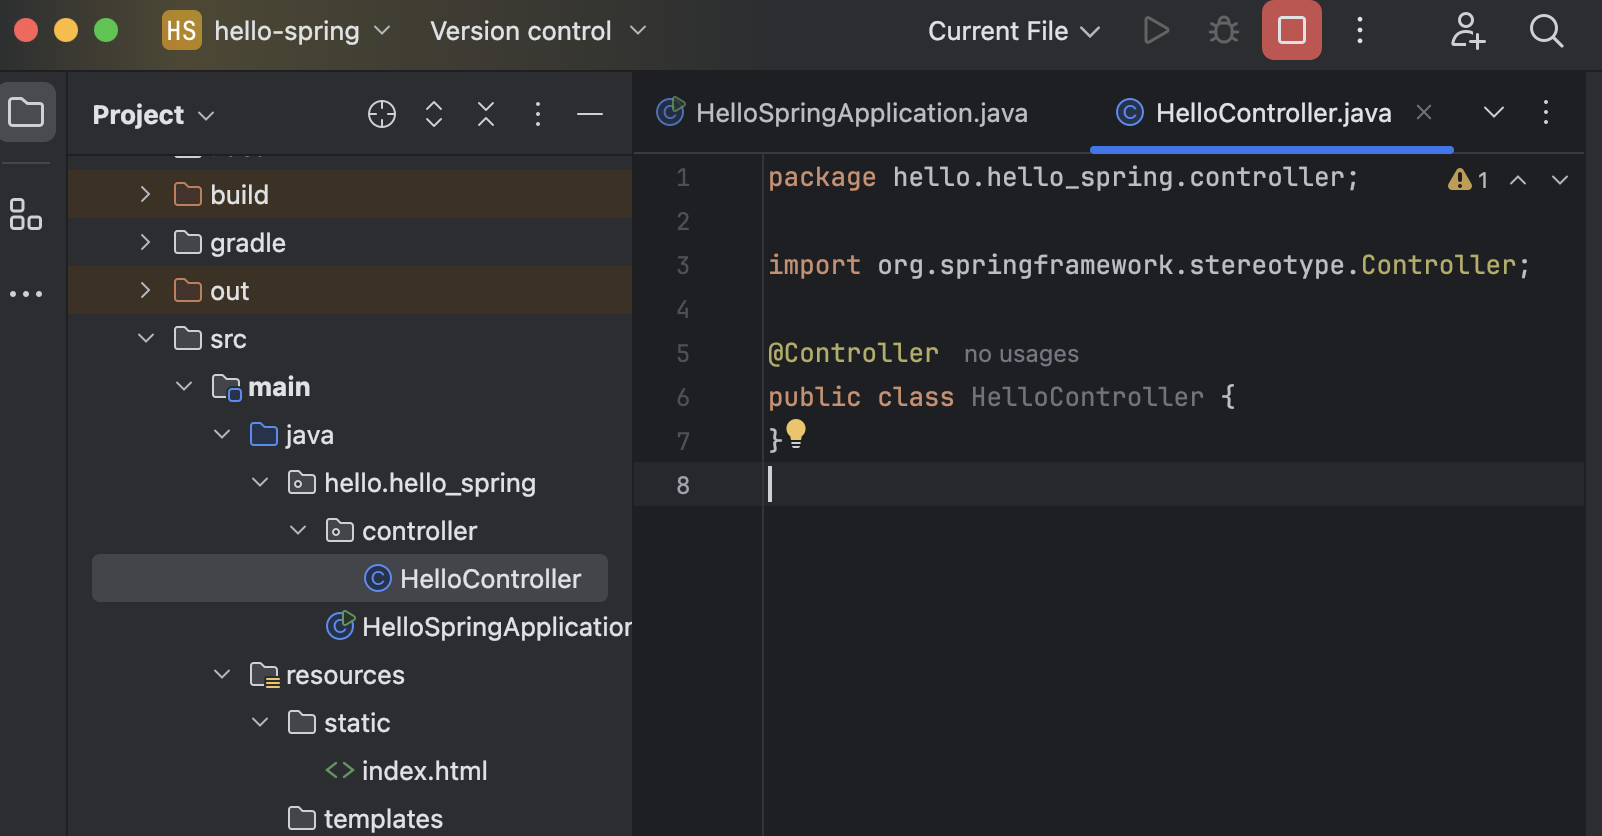 HS hello-spring Version control Current File
Project
build
gradle
out
src
main
java
hello.hello_spring
controller
HelloController
HelloSpringApplication
resources
static
<> index.html
templates
HelloSpringApplication.java HelloController.java
1 package hello.hello_spring.controller; 1
2
3 import org.springframework.stereotype.Controller;
4
5 @Controller no usages
6 public class HelloController {
7 }
8